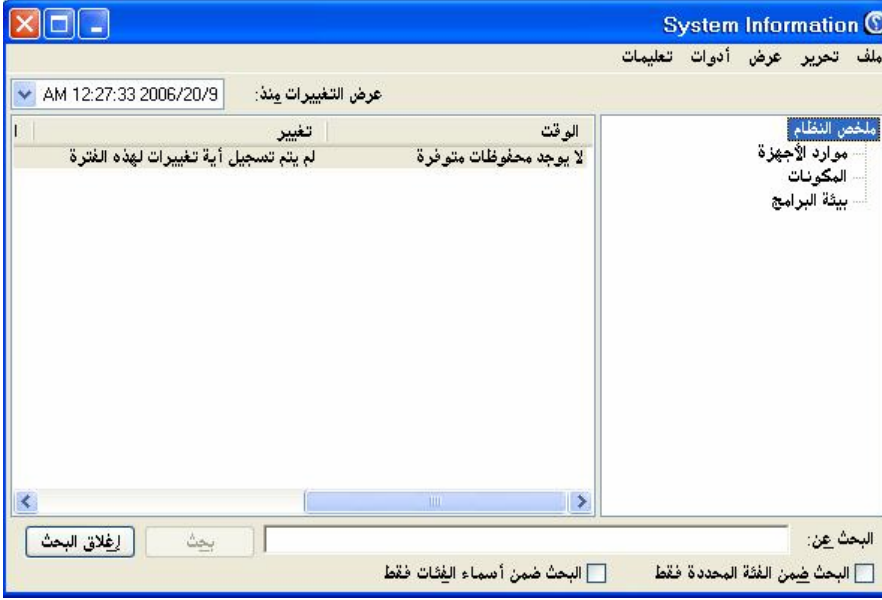 System Information
ملف تحرير عرض أدوات تعليمات
عرض التغييرات منذ: AM 12:27:33 2006/20/9
ملخص النظام
موارد الأجهزة
المكونات
بيئة البرامج
الوقت تغيير
لا يوجد محفوظات متوفرة لم يتم تسجيل أية تغييرات لهذه الفترة
البحث عن: بحث إغلاق البحث
البحث ضمن الفئة المحددة فقط البحث ضمن أسماء الفئات فقط